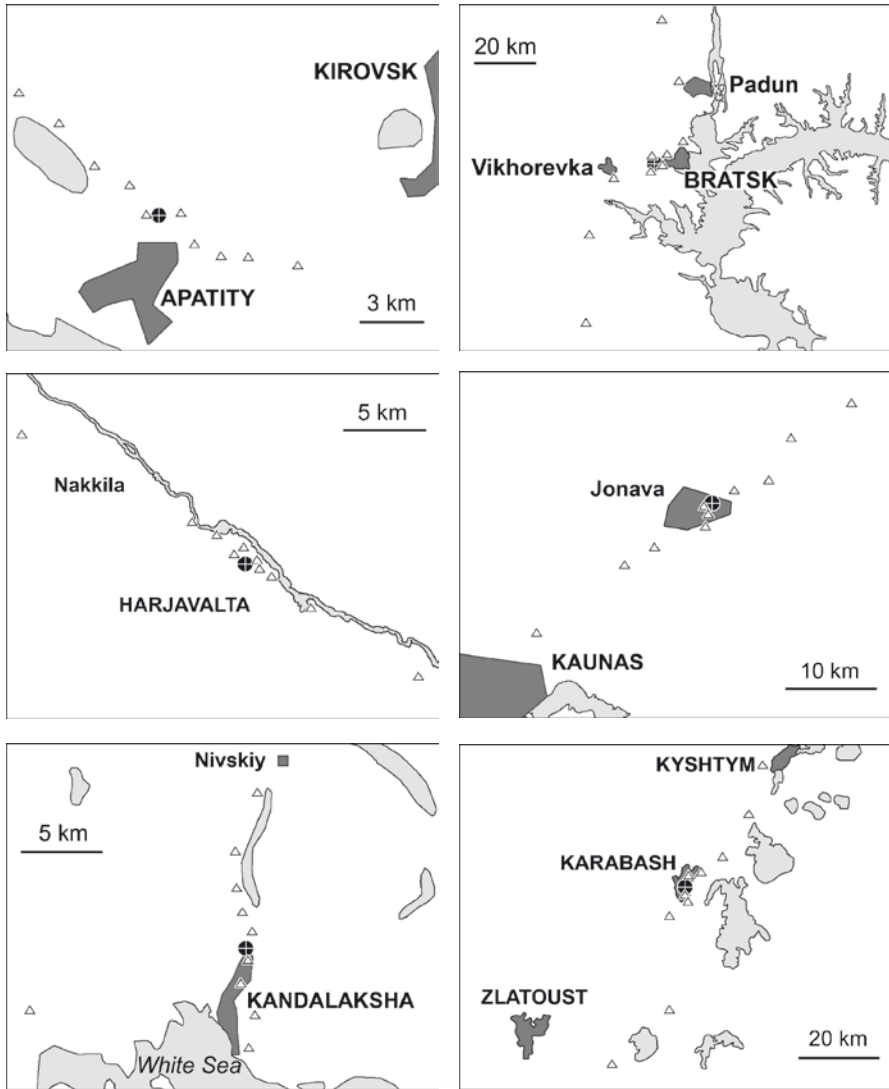 KIROVSK
APATITY
3 km
20 km
Padun
Vikhorevka
BRATSK
5 km
Nakkila
HARJAVALTA
Jonava
KAUNAS
10 km
Nivskiy
5 km
KANDALAKSHA
White Sea
KYSHTYM
KARABASH
ZLATOUST
20 km